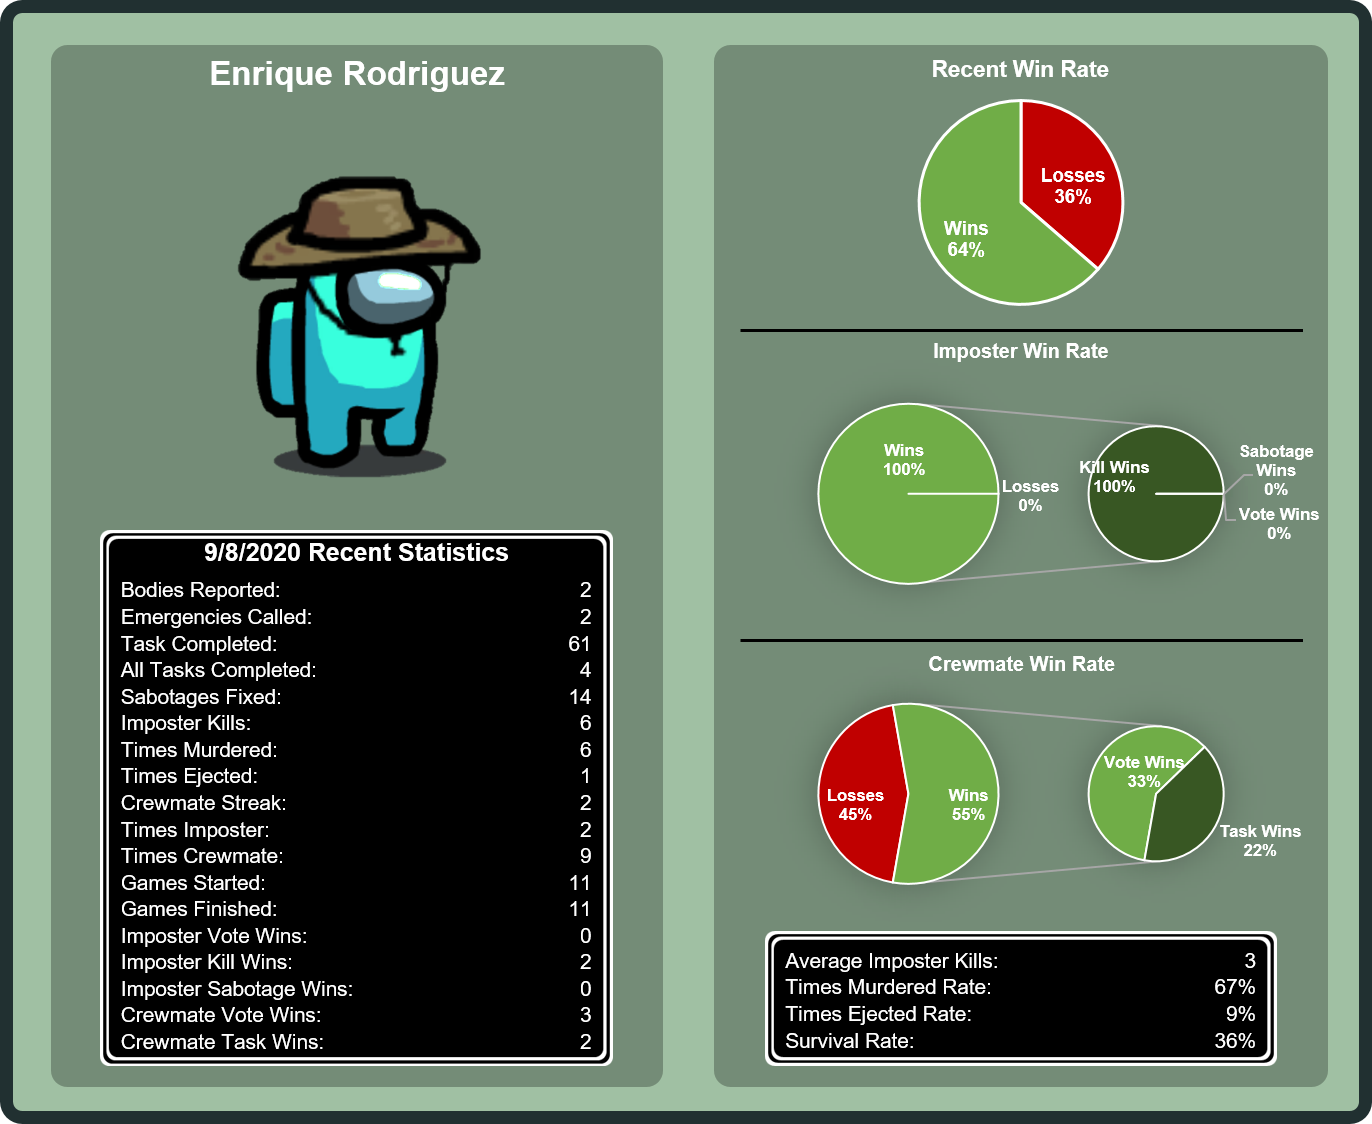 Enrique Rodriguez
9/8/2020 Recent Statistics
Bodies Reported: 2
Emergencies Called: 2
Task Completed: 61
All Tasks Completed: 4
Sabotages Fixed: 14
Imposter Kills: 6
Times Murdered: 6
Times Ejected: 1
Crewmate Streak: 2
Times Imposter: 2
Times Crewmate: 9
Games Started: 11
Games Finished: 11
Imposter Vote Wins: 0
Imposter Kill Wins: 2
Imposter Sabotage Wins: 0
Crewmate Vote Wins: 3
Crewmate Task Wins: 2
Recent Win Rate
Losses
36%
Wins
64%
Imposter Win Rate
Wins
100%
Losses
0%
Kill Wins
100%
Sabotage
Wins
0%
Vote Wins
0%
Crewmate Win Rate
Losses
45%
Wins
55%
Vote Wins
33%
Task Wins
22%
Average Imposter Kills: 3
Times Murdered Rate: 67%
Times Ejected Rate: 9%
Survival Rate: 36%